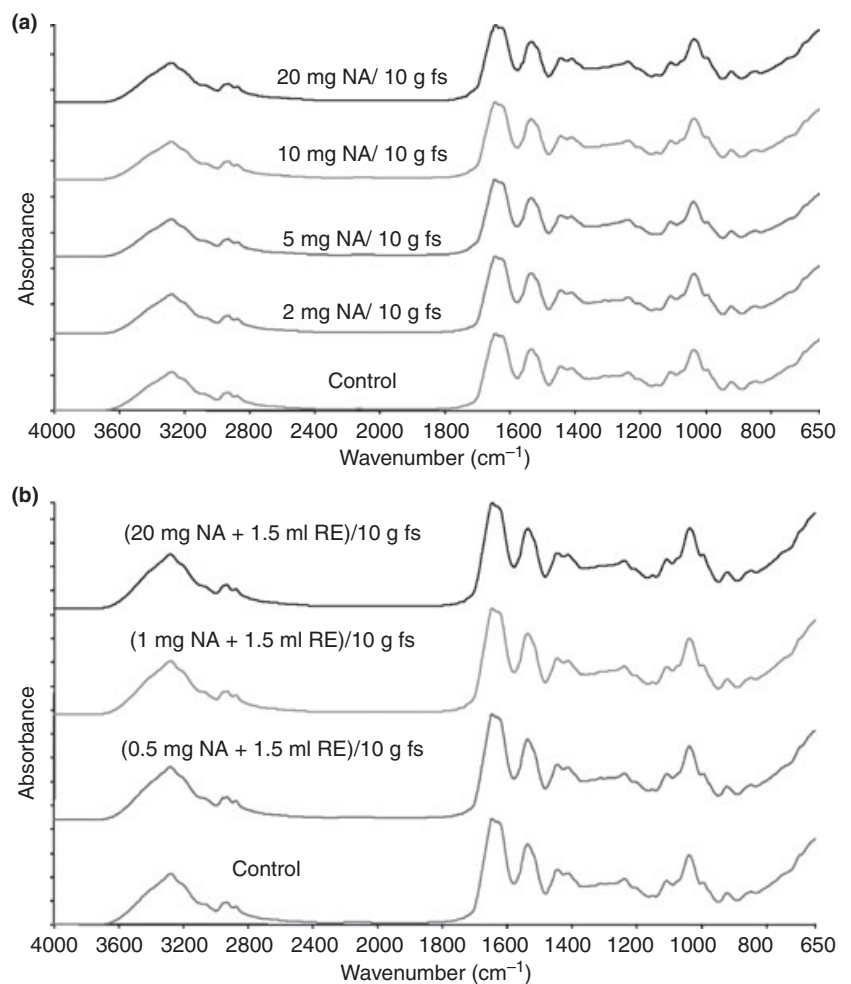 (a)
20 mg NA/ 10 g fs
10 mg NA/ 10 g fs
5 mg NA/ 10 g fs
2 mg NA/ 10 g fs
Control
Absorbance
4000 3600 3200 2800 2400 2000 1800 1600 1400 1200 1000 800 650
Wavenumber (cm⁻¹)
(b)
(20 mg NA + 1.5 ml RE)/10 g fs
(1 mg NA + 1.5 ml RE)/10 g fs
(0.5 mg NA + 1.5 ml RE)/10 g fs
Control
Absorbance
4000 3600 3200 2800 2400 2000 1800 1600 1400 1200 1000 800 650
Wavenumber (cm⁻¹)